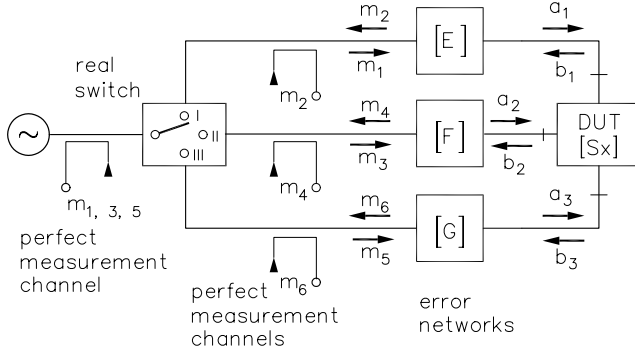 real
switch
I
II
III
~
m1, 3, 5
perfect
measurement
channel
m2
m1
m2
[E]
a1
b1
m4
m3
m4
[F]
a2
b2
DUT
[Sx]
m6
m5
m6
[G]
a3
b3
perfect
measurement
channels
error
networks